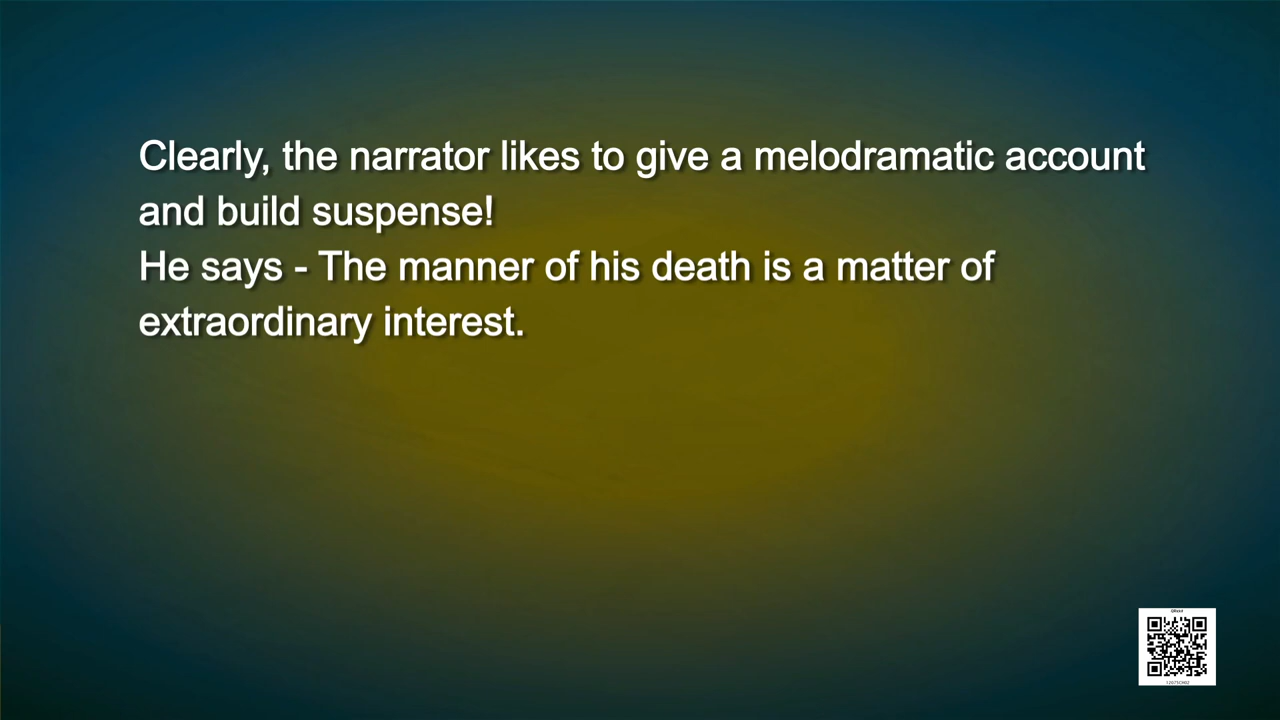 Clearly, the narrator likes to give a melodramatic account
and build suspense!
He says - The manner of his death is a matter of
extraordinary interest.